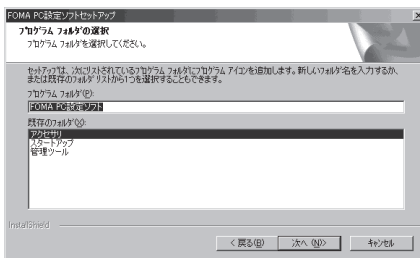 FOMA PC設定ソフトセットアップ
プログラム フォルダの選択
プログラム フォルダを選択してください。
セットアップは、次にリストされているプログラム フォルダにプログラム アイコンを追加します。新しいフォルダ名を入力するか、
または既存のフォルダ リストから1つを選択することもできます。
プログラム フォルダ(P):
FOMA PC設定ソフト
既存のフォルダ(X):
アクセサリ
スタートアップ
管理ツール
InstallShield
< 戻る(B)
次へ (N)>
キャンセル